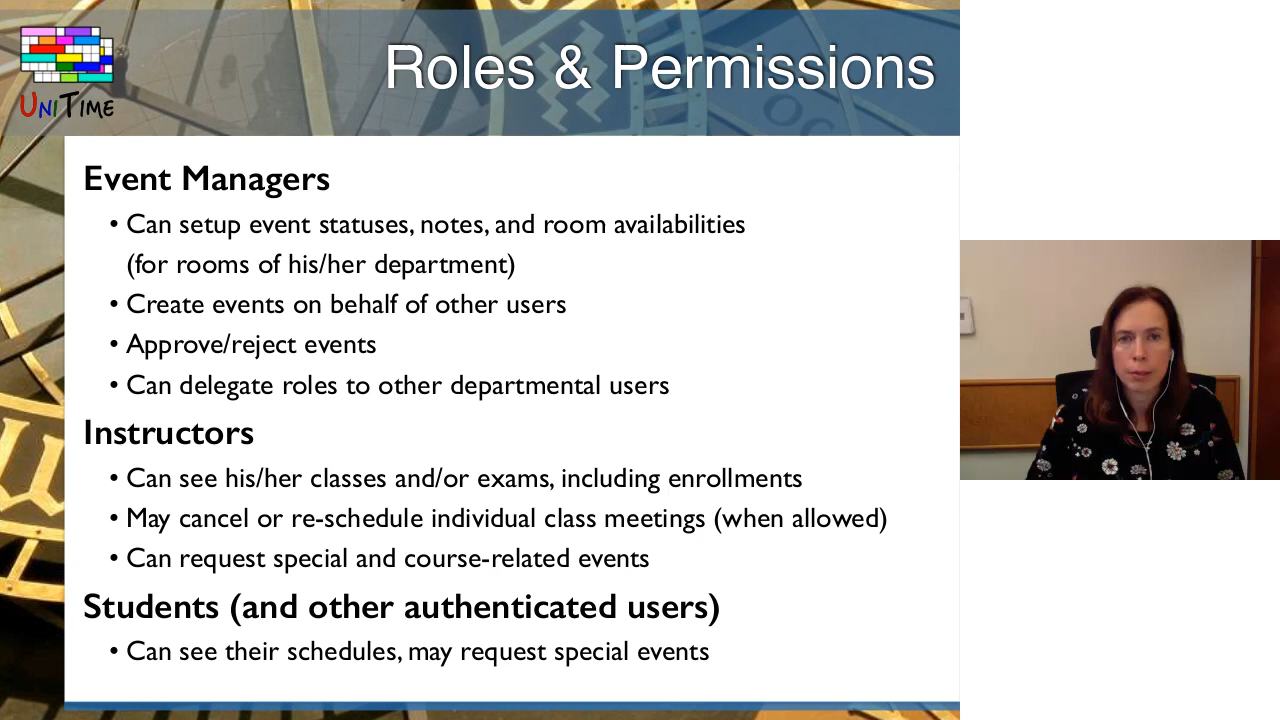 UNITIME
Roles & Permissions
Event Managers
• Can setup event statuses, notes, and room availabilities
(for rooms of his/her department)
• Create events on behalf of other users
• Approve/reject events
• Can delegate roles to other departmental users
Instructors
• Can see his/her classes and/or exams, including enrollments
• May cancel or re-schedule individual class meetings (when allowed)
• Can request special and course-related events
Students (and other authenticated users)
• Can see their schedules, may request special events